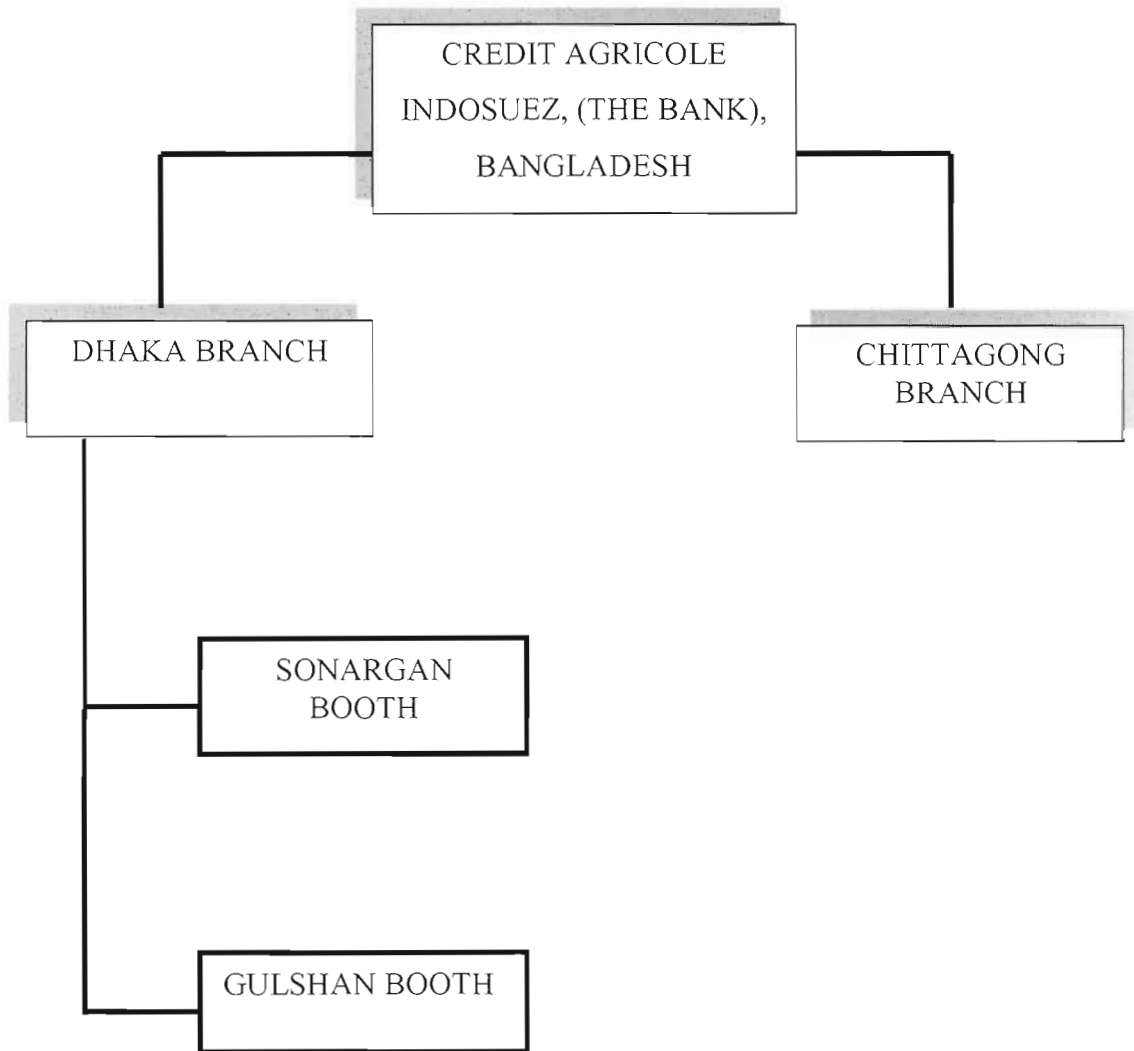 CREDIT AGRICOLE
INDOSUEZ, (THE BANK),
BANGLADESH
DHAKA BRANCH
CHITTAGONG
BRANCH
SONARGAN
BOOTH
GULSHAN BOOTH